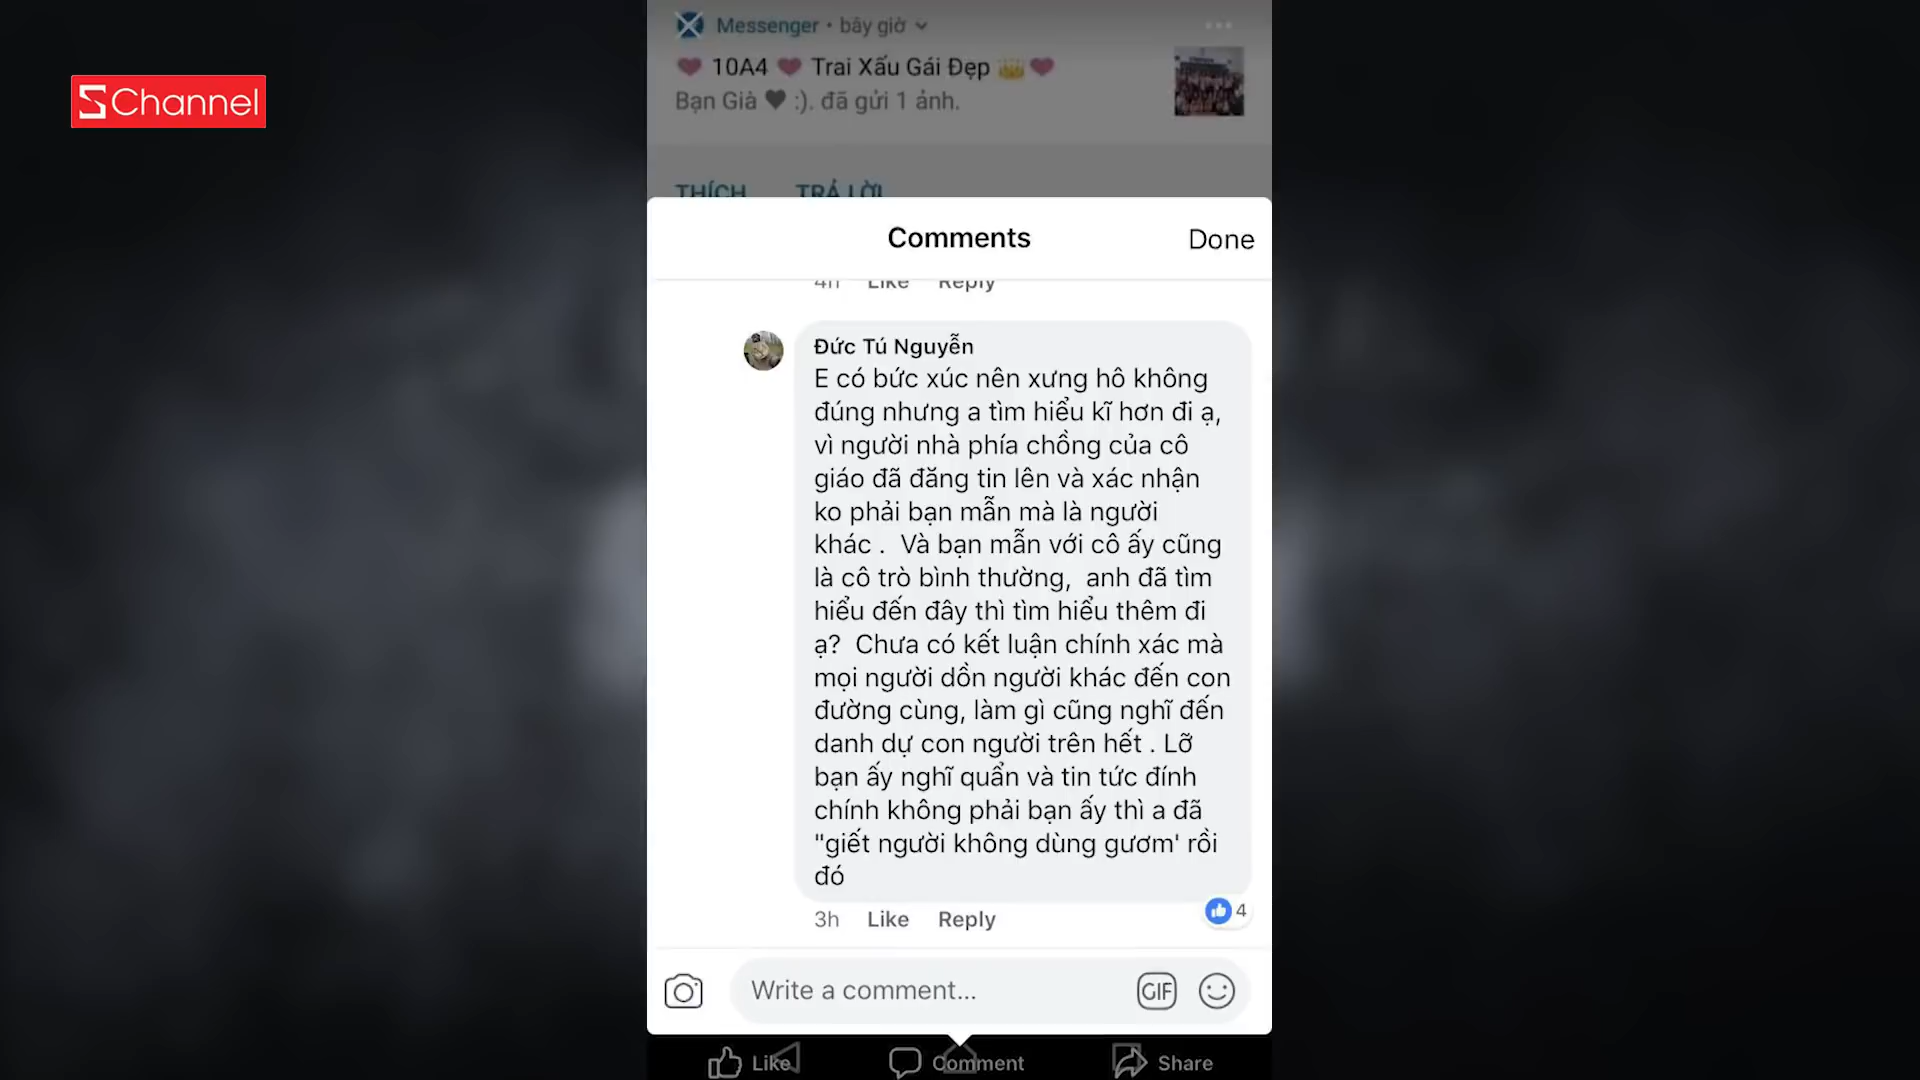 Messenger • bây giờ
10A4 Trai Xấu Gái Đẹp
Bạn Già ♥ :). đã gửi 1 ảnh.
SChannel
THÍCH TRẢ LỜI
Comments Done
4h Like Reply
Đức Tú Nguyễn
E có bức xúc nên xưng hô không
đúng nhưng a tìm hiểu kĩ hơn đi ạ,
vì người nhà phía chồng của cô
giáo đã đăng tin lên và xác nhận
ko phải bạn mẫn mà là người
khác .  Và bạn mẫn với cô ấy cũng
là cô trò bình thường,  anh đã tìm
hiểu đến đây thì tìm hiểu thêm đi
ạ?  Chưa có kết luận chính xác mà
mọi người dồn người khác đến con
đường cùng, làm gì cũng nghĩ đến
danh dự con người trên hết . Lỡ
bạn ấy nghĩ quẩn và tin tức đính
chính không phải bạn ấy thì a đã
"giết người không dùng gươm' rồi
đó
3h Like Reply 4
Write a comment... GIF
Like Comment Share